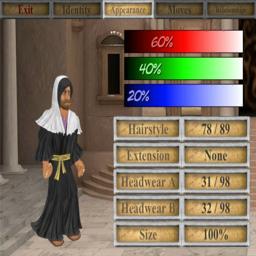 Exit Identity Appearance Moves Relationships
60%
40%
20%
Hairstyle 78 / 89
Extension None
Headwear A 31 / 98
Headwear B 32 / 98
Size 100%